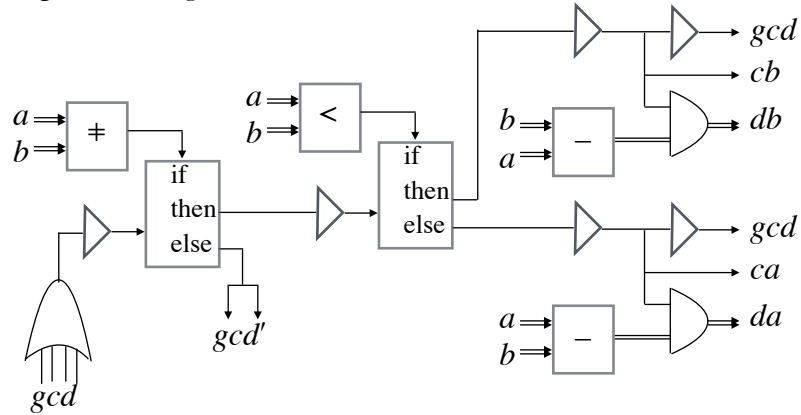 gcd
cb
a
b
<
a
b
≠
b
a
−
db
if
then
else
if
then
else
gcd
ca
gcd′
a
b
−
da
gcd